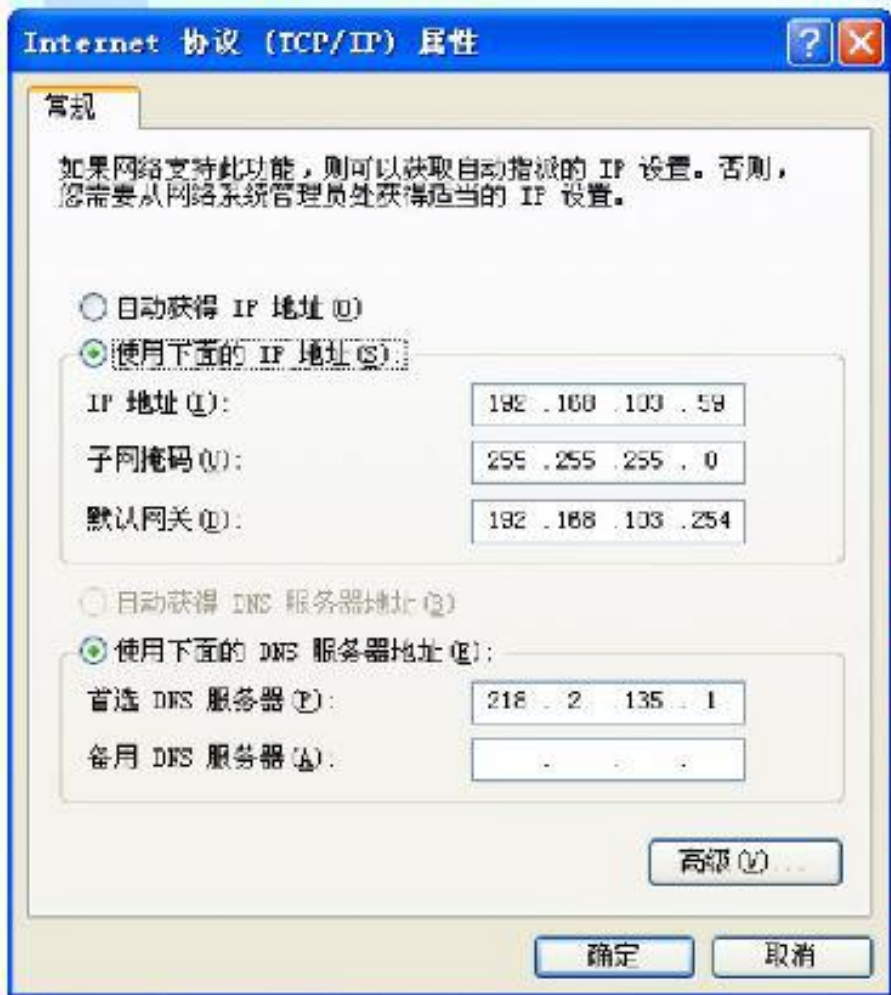 Internet 协议 (TCP/IP) 属性
常规
如果网络支持此功能，则可以获取自动指派的 IP 设置。否则，
您需要从网络系统管理员处获得适当的 IP 设置。
自动获得 IP 地址(O)
使用下面的 IP 地址(S):
IP 地址(I): 192 .168 .103 .59
子网掩码(U): 255 .255 .255 . 0
默认网关(D): 192 .168 .103 .254
自动获得 DNS 服务器地址(B)
使用下面的 DNS 服务器地址(E):
首选 DNS 服务器(P): 218 . 2 .135 . 1
备用 DNS 服务器(A): . . .
高级(V)...
确定 取消